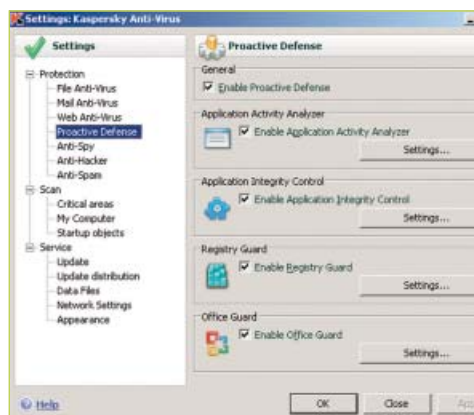 Settings: Kaspersky Anti-Virus
Settings
Protection
File Anti-Virus
Mail Anti-Virus
Web Anti-Virus
Proactive Defense
Anti-Spy
Anti-Hacker
Anti-Spam
Scan
Critical areas
My Computer
Startup objects
Service
Update
Update distribution
Data Files
Network Settings
Appearance
Help
Proactive Defense
General
Enable Proactive Defense
Application Activity Analyzer
Enable Application Activity Analyzer
Settings...
Application Integrity Control
Enable Application Integrity Control
Settings...
Registry Guard
Enable Registry Guard
Settings...
Office Guard
Enable Office Guard
Settings...
OK
Close